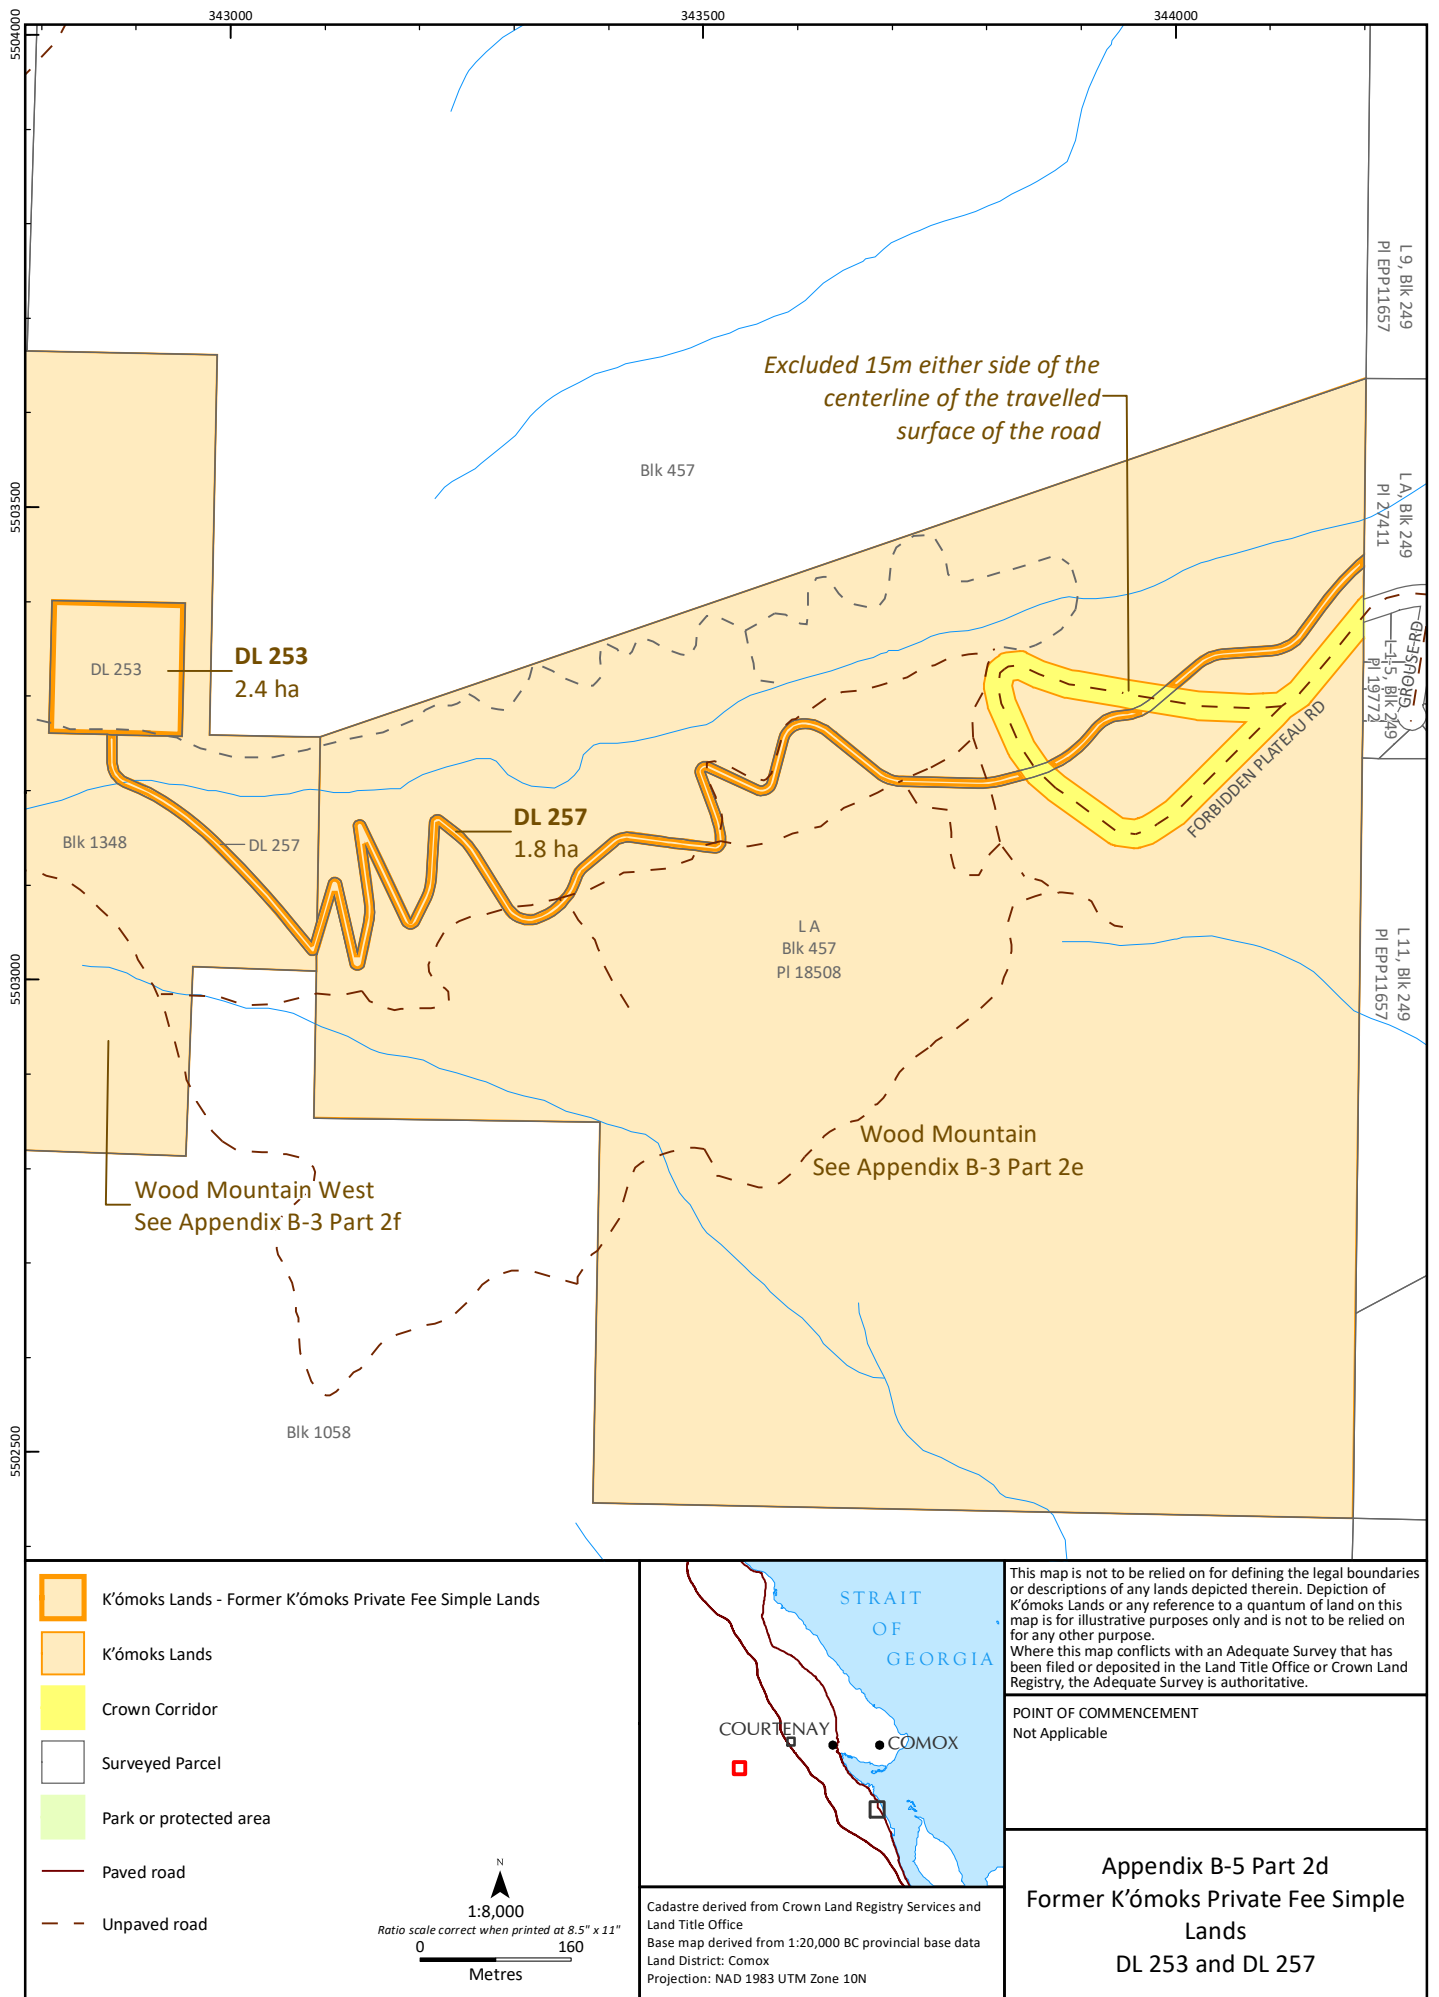 343000
343500
344000
5504000
5503500
5503000
5502500
L 9, Blk 249
Pl EPP11657
Excluded 15m either side of the
centerline of the travelled
surface of the road
Blk 457
L A, Blk 249
Pl 27411
DL 253
DL 253
2.4 ha
GROUSE RD
L 1-5, Blk 249
Pl 19772
FORBIDDEN PLATEAU RD
DL 257
1.8 ha
Blk 1348
DL 257
L A
Blk 457
Pl 18508
L 11, Blk 249
Pl EPP11657
Wood Mountain
See Appendix B-3 Part 2e
Wood Mountain West
See Appendix B-3 Part 2f
Blk 1058
K'ómoks Lands - Former K'ómoks Private Fee Simple Lands
K'ómoks Lands
Crown Corridor
Surveyed Parcel
Park or protected area
Paved road
Unpaved road
N
1:8,000
Ratio scale correct when printed at 8.5" x 11"
0 160
Metres
STRAIT
OF
GEORGIA
COURTENAY
COMOX
Cadastre derived from Crown Land Registry Services and
Land Title Office
Base map derived from 1:20,000 BC provincial base data
Land District: Comox
Projection: NAD 1983 UTM Zone 10N
This map is not to be relied on for defining the legal boundaries
or descriptions of any lands depicted therein. Depiction of
K'ómoks Lands or any reference to a quantum of land on this
map is for illustrative purposes only and is not to be relied on
for any other purpose.
Where this map conflicts with an Adequate Survey that has
been filed or deposited in the Land Title Office or Crown Land
Registry, the Adequate Survey is authoritative.
POINT OF COMMENCEMENT
Not Applicable
Appendix B-5 Part 2d
Former K'ómoks Private Fee Simple
Lands
DL 253 and DL 257